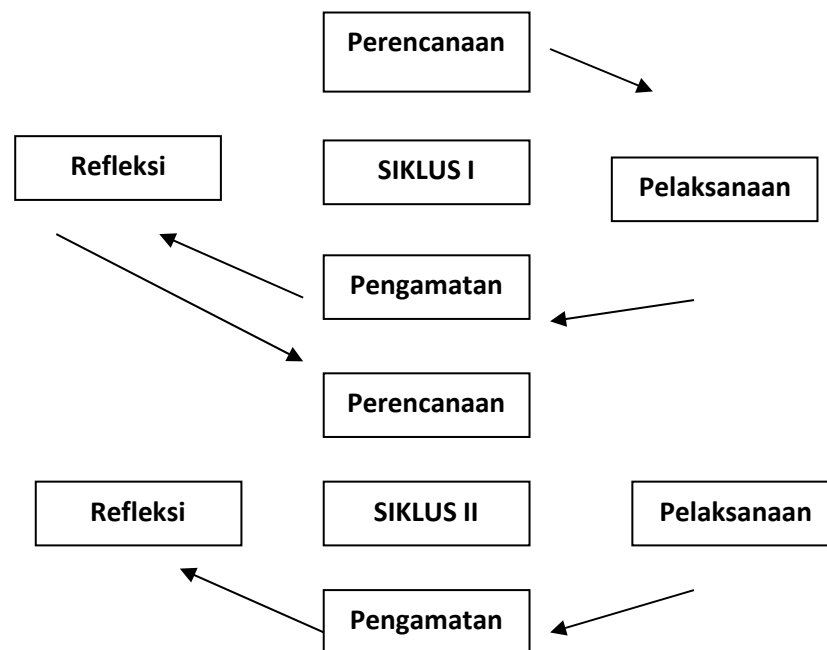 Perencanaan
Refleksi
SIKLUS I
Pelaksanaan
Pengamatan
Perencanaan
Refleksi
SIKLUS II
Pelaksanaan
Pengamatan